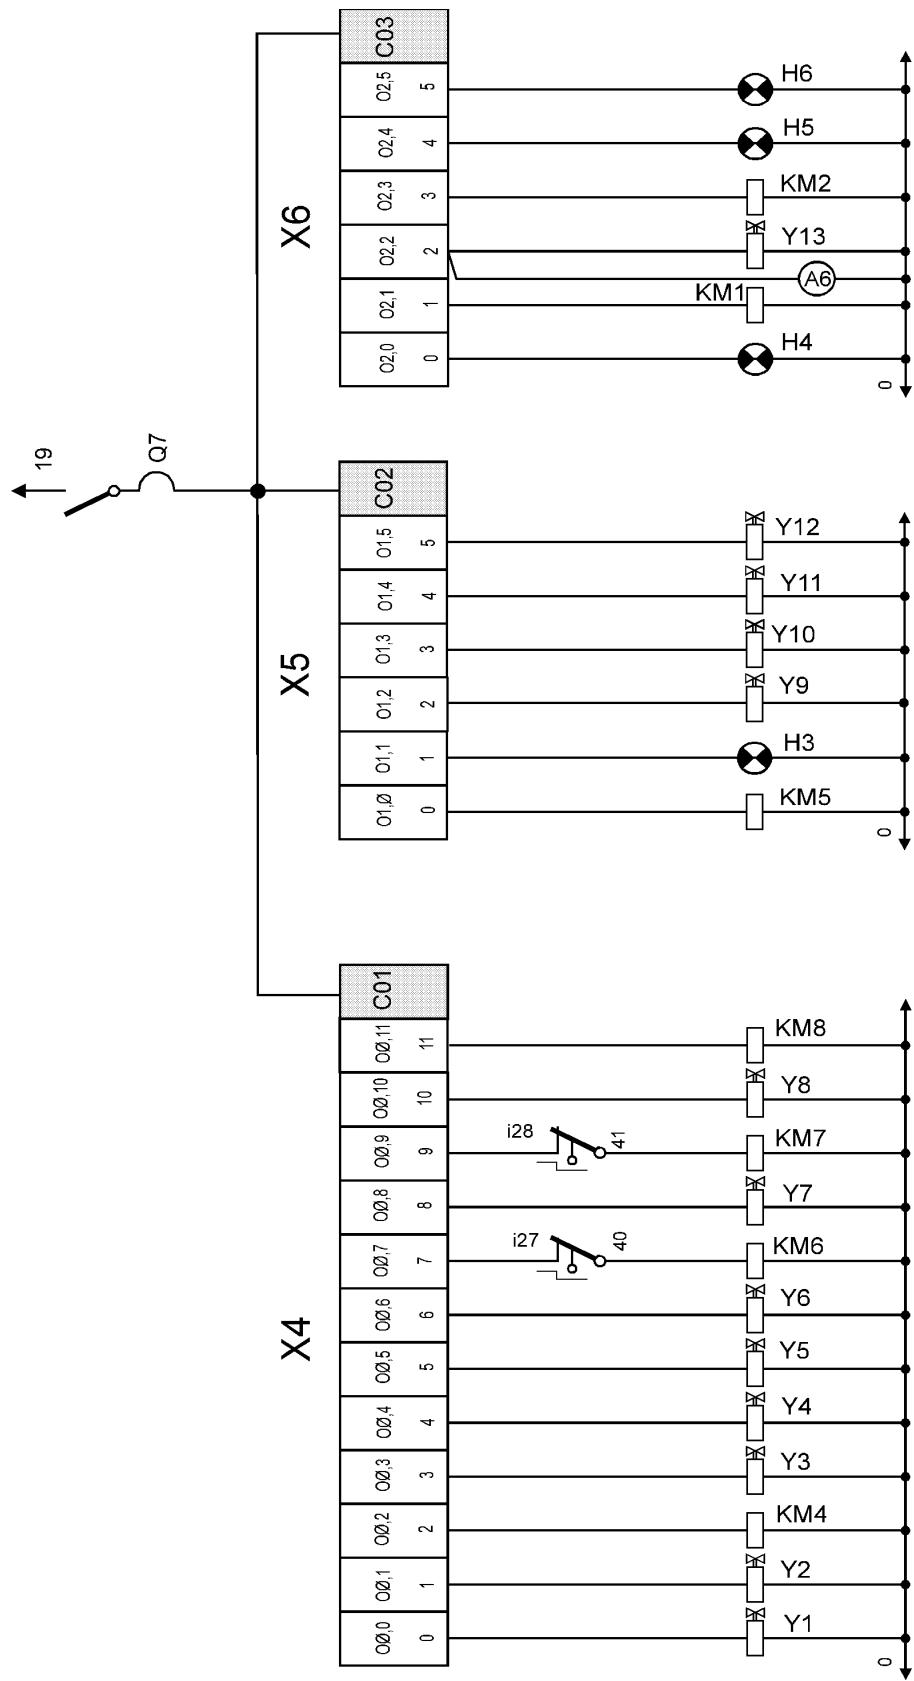 C03
O2,5 5 H6
O2,4 4 H5
O2,3 3 KM2
X6
O2,2 2 Y13
A6
O2,1 1 KM1
O2,0 0 H4
0
19
Q7
C02
O1,5 5 Y12
O1,4 4 Y11
O1,3 3 Y10
X5
O1,2 2 Y9
O1,1 1 H3
O1,Ø 0 KM5
0
C01
OØ,11 11 KM8
OØ,10 10 Y8
OØ,9 9 i28 41 KM7
OØ,8 8 Y7
OØ,7 7 i27 40 KM6
OØ,6 6 Y6
X4
OØ,5 5 Y5
OØ,4 4 Y4
OØ,3 3 Y3
OØ,2 2 KM4
OØ,1 1 Y2
OØ,0 0 Y1
0